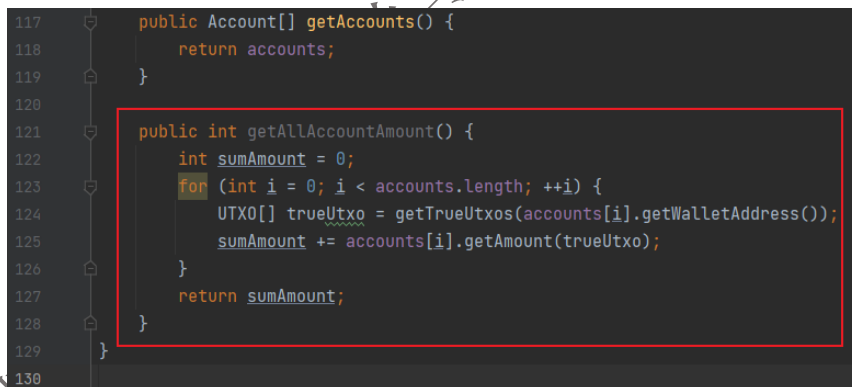 117 public Account[] getAccounts() {
118 return accounts;
119 }
120
121 public int getAllAccountAmount() {
122 int sumAmount = 0;
123 for (int i = 0; i < accounts.length; ++i) {
124 UTXO[] trueUtxo = getTrueUtxos(accounts[i].getWalletAddress());
125 sumAmount += accounts[i].getAmount(trueUtxo);
126 }
127 return sumAmount;
128 }
129 }
130